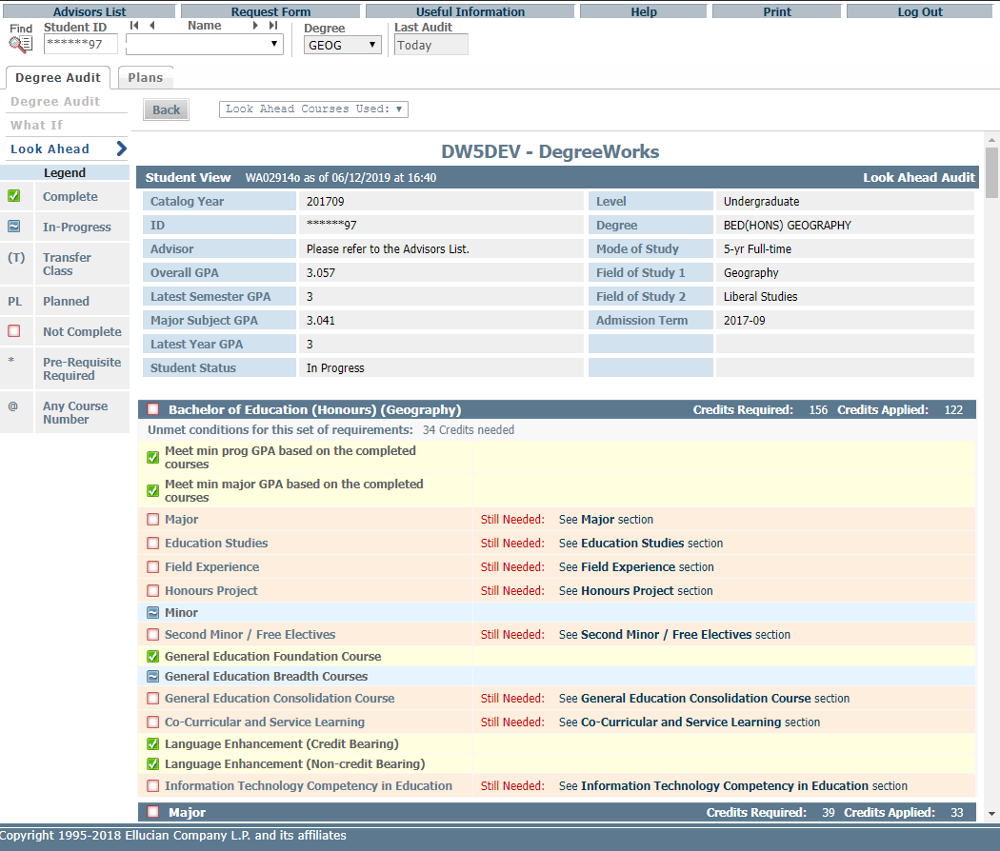 Advisors List Request Form Useful Information Help Print Log Out
Find Student ID Name Degree Last Audit
******97 GEOG Today
Degree Audit Plans
Degree Audit
What If
Look Ahead
Back Look Ahead Courses Used:
Legend
Complete
In-Progress
(T) Transfer
Class
PL Planned
Not Complete
* Pre-Requisite
Required
@ Any Course
Number
DW5DEV - DegreeWorks
Student View WA02914o as of 06/12/2019 at 16:40 Look Ahead Audit
Catalog Year 201709 Level Undergraduate
ID ******97 Degree BED(HONS) GEOGRAPHY
Advisor Please refer to the Advisors List. Mode of Study 5-yr Full-time
Overall GPA 3.057 Field of Study 1 Geography
Latest Semester GPA 3 Field of Study 2 Liberal Studies
Major Subject GPA 3.041 Admission Term 2017-09
Latest Year GPA 3
Student Status In Progress
Bachelor of Education (Honours) (Geography) Credits Required: 156 Credits Applied: 122
Unmet conditions for this set of requirements: 34 Credits needed
Meet min prog GPA based on the completed
courses
Meet min major GPA based on the completed
courses
Major Still Needed: See Major section
Education Studies Still Needed: See Education Studies section
Field Experience Still Needed: See Field Experience section
Honours Project Still Needed: See Honours Project section
Minor
Second Minor / Free Electives Still Needed: See Second Minor / Free Electives section
General Education Foundation Course
General Education Breadth Courses
General Education Consolidation Course Still Needed: See General Education Consolidation Course section
Co-Curricular and Service Learning Still Needed: See Co-Curricular and Service Learning section
Language Enhancement (Credit Bearing)
Language Enhancement (Non-credit Bearing)
Information Technology Competency in Education Still Needed: See Information Technology Competency in Education section
Major Credits Required: 39 Credits Applied: 33
Copyright 1995-2018 Ellucian Company L.P. and its affiliates